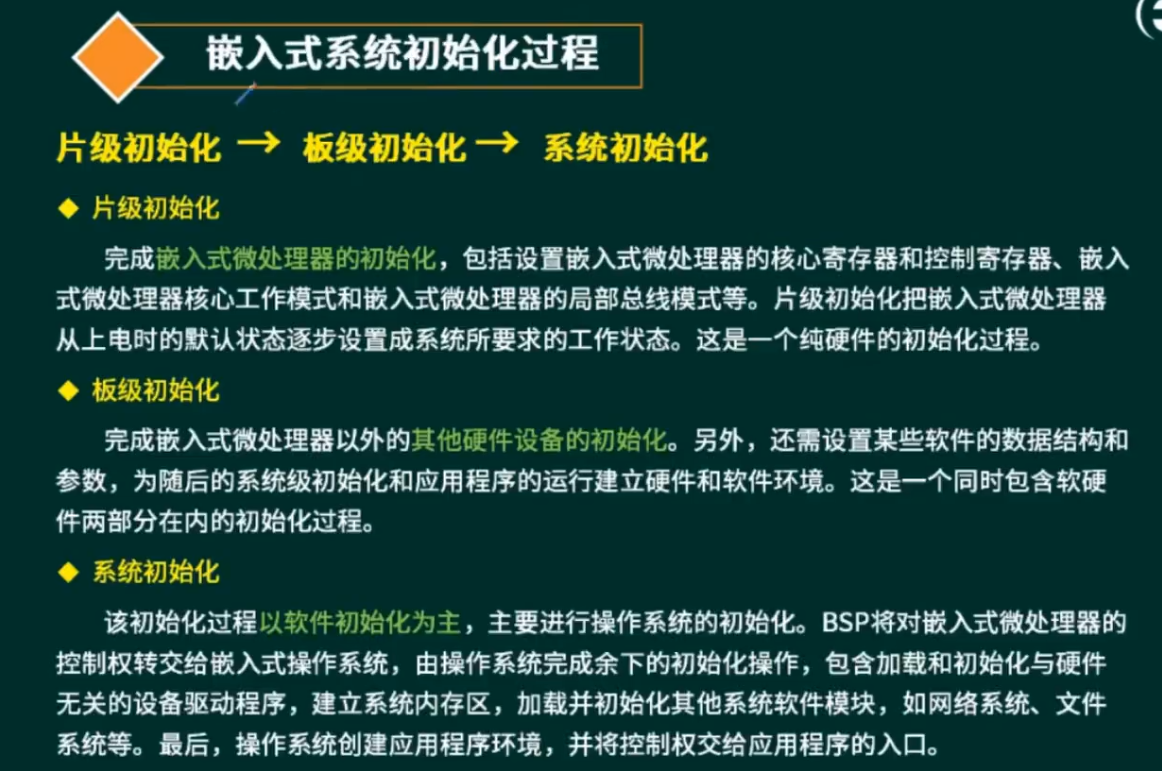 嵌入式系统初始化过程
片级初始化 → 板级初始化 → 系统初始化
◆ 片级初始化
完成嵌入式微处理器的初始化，包括设置嵌入式微处理器的核心寄存器和控制寄存器、嵌入
式微处理器核心工作模式和嵌入式微处理器的局部总线模式等。片级初始化把嵌入式微处理器
从上电时的默认状态逐步设置成系统所要求的工作状态。这是一个纯硬件的初始化过程。
◆ 板级初始化
完成嵌入式微处理器以外的其他硬件设备的初始化。另外，还需设置某些软件的数据结构和
参数，为随后的系统级初始化和应用程序的运行建立硬件和软件环境。这是一个同时包含软硬
件两部分在内的初始化过程。
◆ 系统初始化
该初始化过程以软件初始化为主，主要进行操作系统的初始化。BSP将对嵌入式微处理器的
控制权转交给嵌入式操作系统，由操作系统完成余下的初始化操作，包含加载和初始化与硬件
无关的设备驱动程序，建立系统内存区，加载并初始化其他系统软件模块，如网络系统、文件
系统等。最后，操作系统创建应用程序环境，并将控制权交给应用程序的入口。